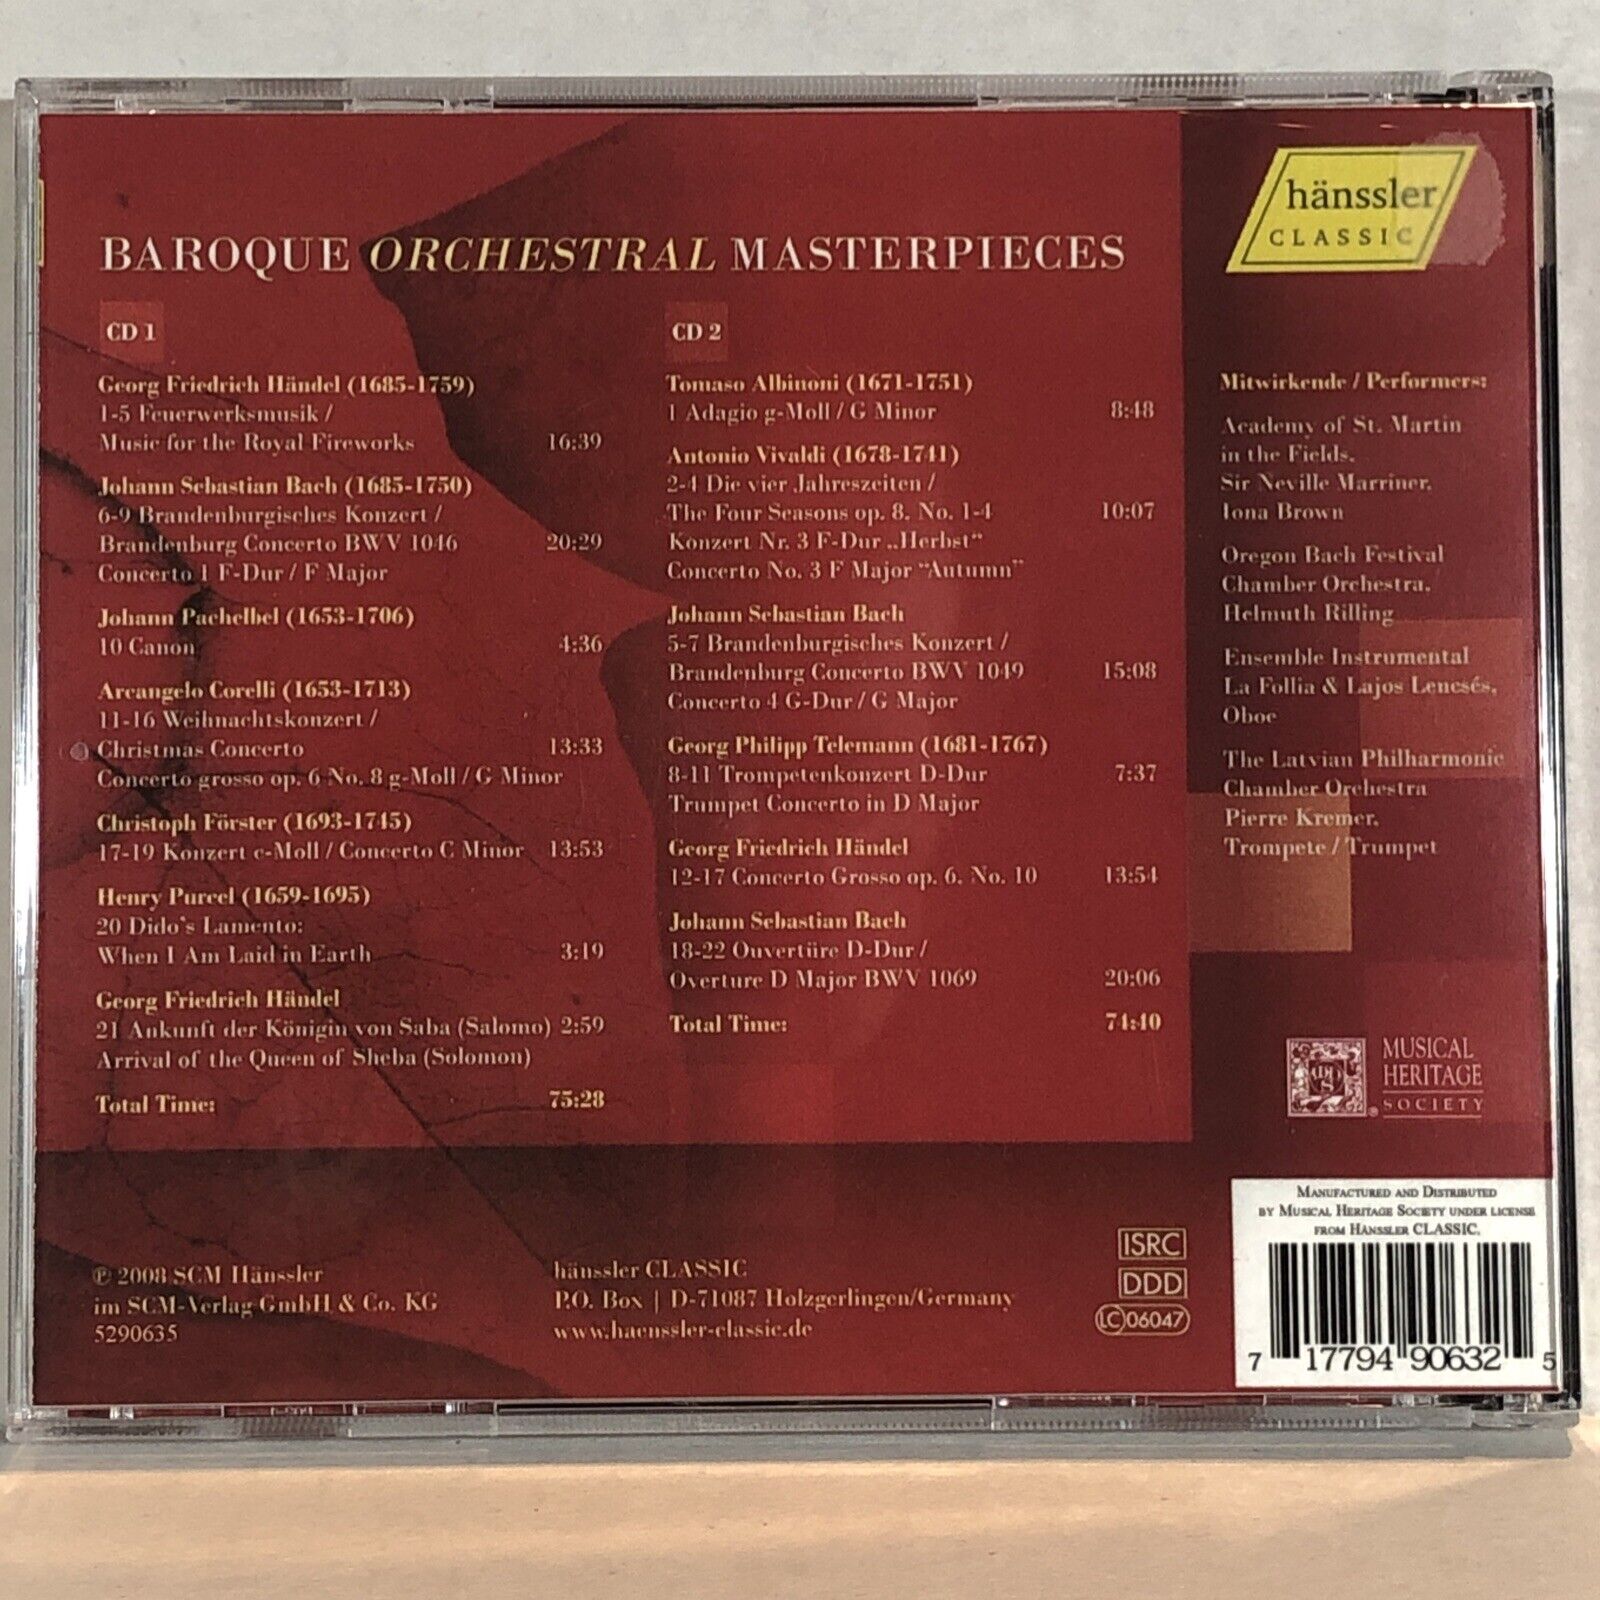 BAROQUE ORCHESTRAL MASTERPIECES
CD 1
Georg Friedrich Händel (1685-1759)
1-5 Feuerwerksmusik /
Music for the Royal Fireworks 16:39
Johann Sebastian Bach (1685-1750)
6-9 Brandenburgisches Konzert /
Brandenburg Concerto BWV 1046 20:29
Concerto 1 F-Dur / F Major
Johann Pachelbel (1653-1706)
10 Canon 4:36
Arcangelo Corelli (1653-1713)
11-16 Weihnachtskonzert /
Christmas Concerto 13:33
Concerto grosso op. 6 No. 8 g-Moll / G Minor
Christoph Förster (1693-1745)
17-19 Konzert c-Moll / Concerto C Minor 13:53
Henry Purcel (1659-1695)
20 Dido's Lamento:
When I Am Laid in Earth 3:19
Georg Friedrich Händel
21 Ankunft der Königin von Saba (Salomo) 2:59
Arrival of the Queen of Sheba (Solomon)
Total Time: 75:28
CD 2
Tomaso Albinoni (1671-1751)
1 Adagio g-Moll / G Minor 8:48
Antonio Vivaldi (1678-1741)
2-4 Die vier Jahreszeiten /
The Four Seasons op. 8, No. 1-4 10:07
Konzert Nr. 3 F-Dur „Herbst“
Concerto No. 3 F Major “Autumn”
Johann Sebastian Bach
5-7 Brandenburgisches Konzert /
Brandenburg Concerto BWV 1049 15:08
Concerto 4 G-Dur / G Major
Georg Philipp Telemann (1681-1767)
8-11 Trompetenkonzert D-Dur 7:37
Trumpet Concerto in D Major
Georg Friedrich Händel
12-17 Concerto Grosso op. 6, No. 10 13:54
Johann Sebastian Bach
18-22 Ouvertüre D-Dur /
Overture D Major BWV 1069 20:06
Total Time: 74:40
hänssler
CLASSIC
Mitwirkende / Performers:
Academy of St. Martin
in the Fields,
Sir Neville Marriner,
Iona Brown
Oregon Bach Festival
Chamber Orchestra,
Helmuth Rilling
Ensemble Instrumental
La Follia & Lajos Lencsés,
Oboe
The Latvian Philharmonic
Chamber Orchestra
Pierre Kremer,
Trompete / Trumpet
MUSICAL
HERITAGE
SOCIETY
℗ 2008 SCM Hänssler
im SCM-Verlag GmbH & Co. KG
5290635
hänssler CLASSIC
P.O. Box | D-71087 Holzgerlingen/Germany
www.haenssler-classic.de
ISRC
DDD
LC 06047
MANUFACTURED AND DISTRIBUTED
BY MUSICAL HERITAGE SOCIETY UNDER LICENSE
FROM HÄNSSLER CLASSIC.
7 17794 90632 5